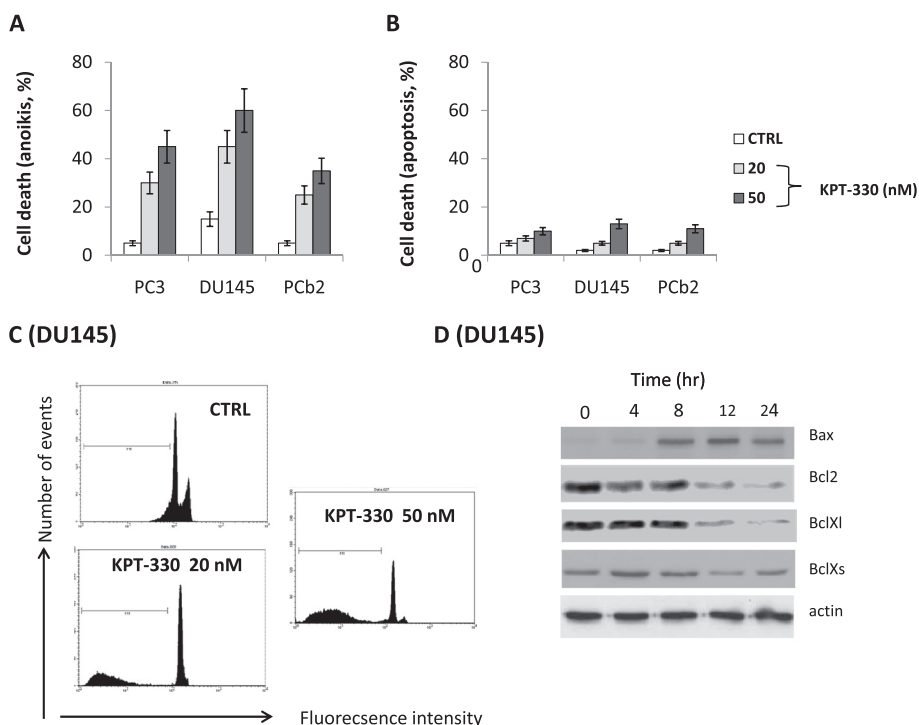 A
Cell death (anoikis, %)
80
60
40
20
0
PC3 DU145 PCb2
B
Cell death (apoptosis, %)
80
60
40
20
0
0
PC3 DU145 PCb2
CTRL
20
50
KPT-330 (nM)
C (DU145)
Number of events
CTRL
KPT-330 20 nM
KPT-330 50 nM
Fluorecsence intensity
D (DU145)
Time (hr)
0 4 8 12 24
Bax
Bcl2
BclXl
BclXs
actin